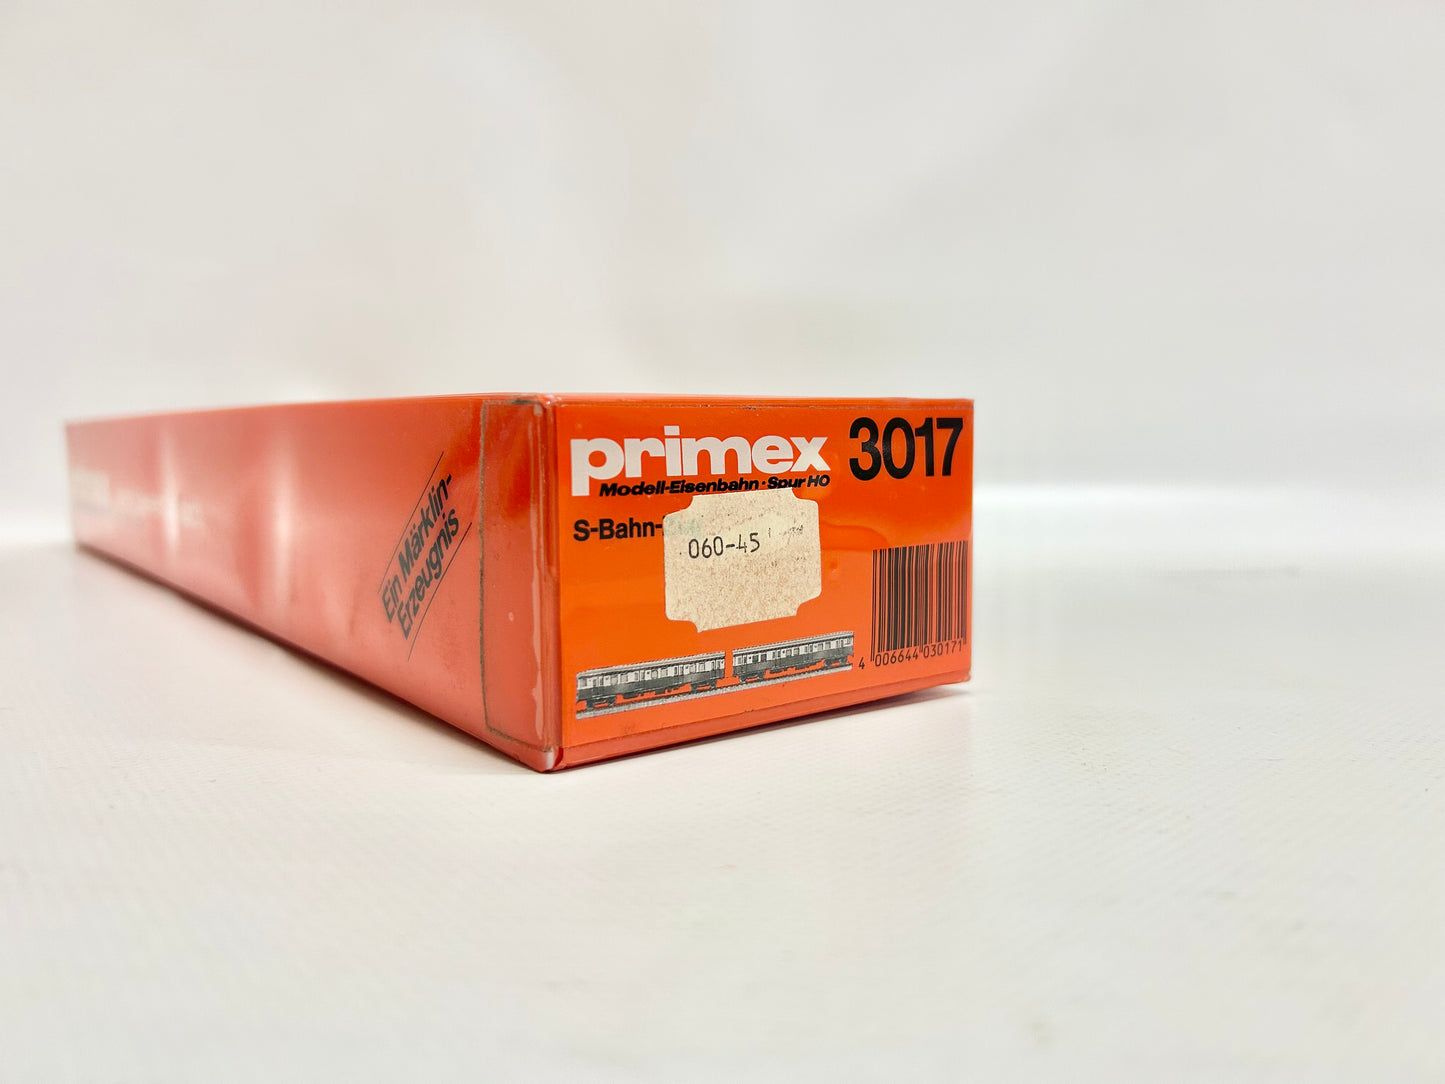 Ein Märklin-
Erzeugnis
primex
3017
Modell-Eisenbahn · Spur HO
S-Bahn-
060-45
4 006644 030171